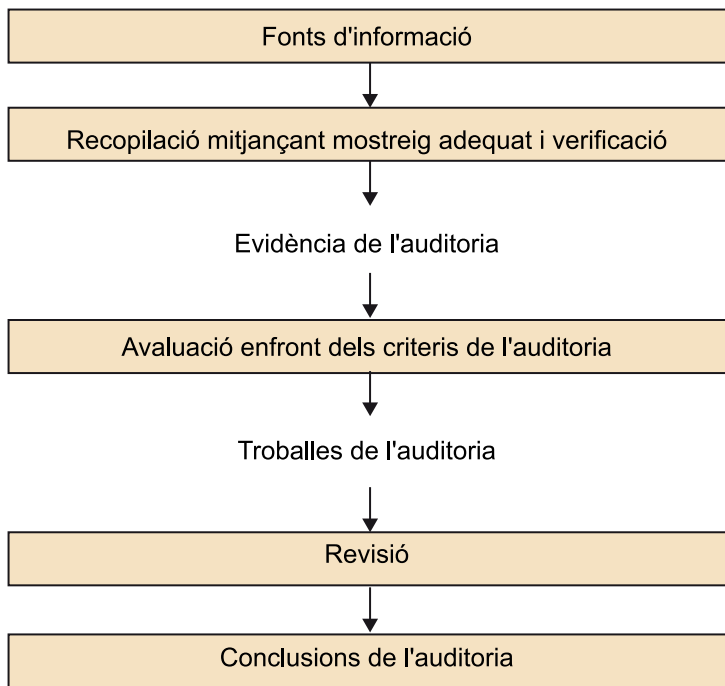 Fonts d'informació
Recopilació mitjançant mostreig adequat i verificació
Evidència de l'auditoria
Avaluació enfront dels criteris de l'auditoria
Troballes de l'auditoria
Revisió
Conclusions de l'auditoria